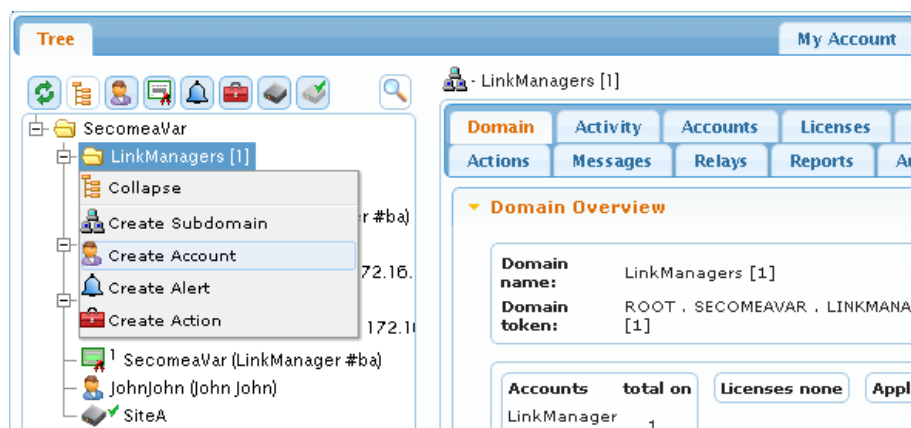 Tree
My Account
- LinkManagers [1]
SecomeaVar
LinkManagers [1]
Collapse
Create Subdomain
r #ba)
Create Account
72.16.
Create Alert
Create Action
172.1
1 SecomeaVar (LinkManager #ba)
JohnJohn (John John)
SiteA
Domain Activity Accounts Licenses
Actions Messages Relays Reports A
Domain Overview
Domain name: LinkManagers [1]
Domain token: ROOT . SECOMEAVAR . LINKMANA
[1]
Accounts total on Licenses none Appl
LinkManager 1